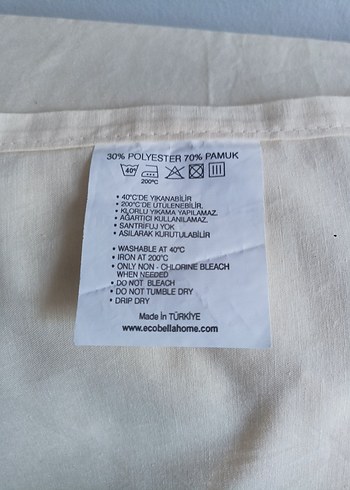 30% POLYESTER 70% PAMUK
40°
200°C
• 40°C'DE YIKANABİLİR
• 200°C'DE ÜTÜLENEBİLİR.
• KLORLU YIKAMA YAPILAMAZ.
• AĞARTICI KULLANILAMAZ.
• SANTRIFUJ YOK
• ASILARAK KURUTULABİLİR
• WASHABLE AT 40°C
• IRON AT 200°C
• ONLY NON - CHLORINE BLEACH
WHEN NEEDED
• DO NOT BLEACH
• DO NOT TUMBLE DRY
• DRIP DRY
Made in TÜRKİYE
www.ecobellahome.com